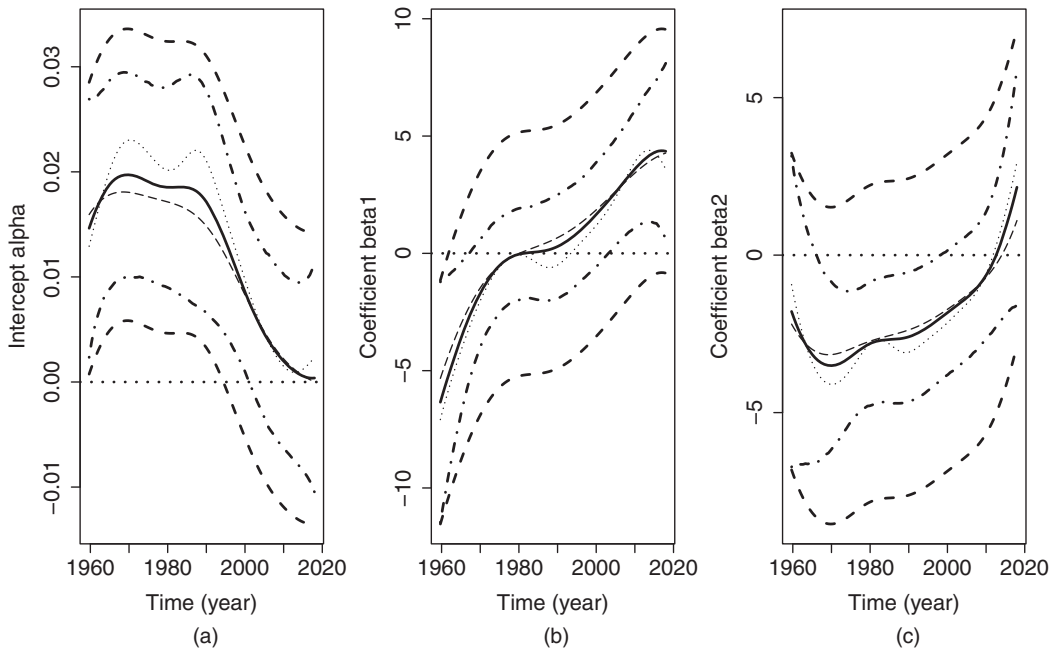 Intercept alpha
0.03
0.02
0.01
0.00
−0.01
1960 1980 2000 2020
Time (year)
(a)
Coefficient beta1
10
5
0
−5
−10
1960 1980 2000 2020
Time (year)
(b)
Coefficient beta2
5
0
−5
1960 1980 2000 2020
Time (year)
(c)